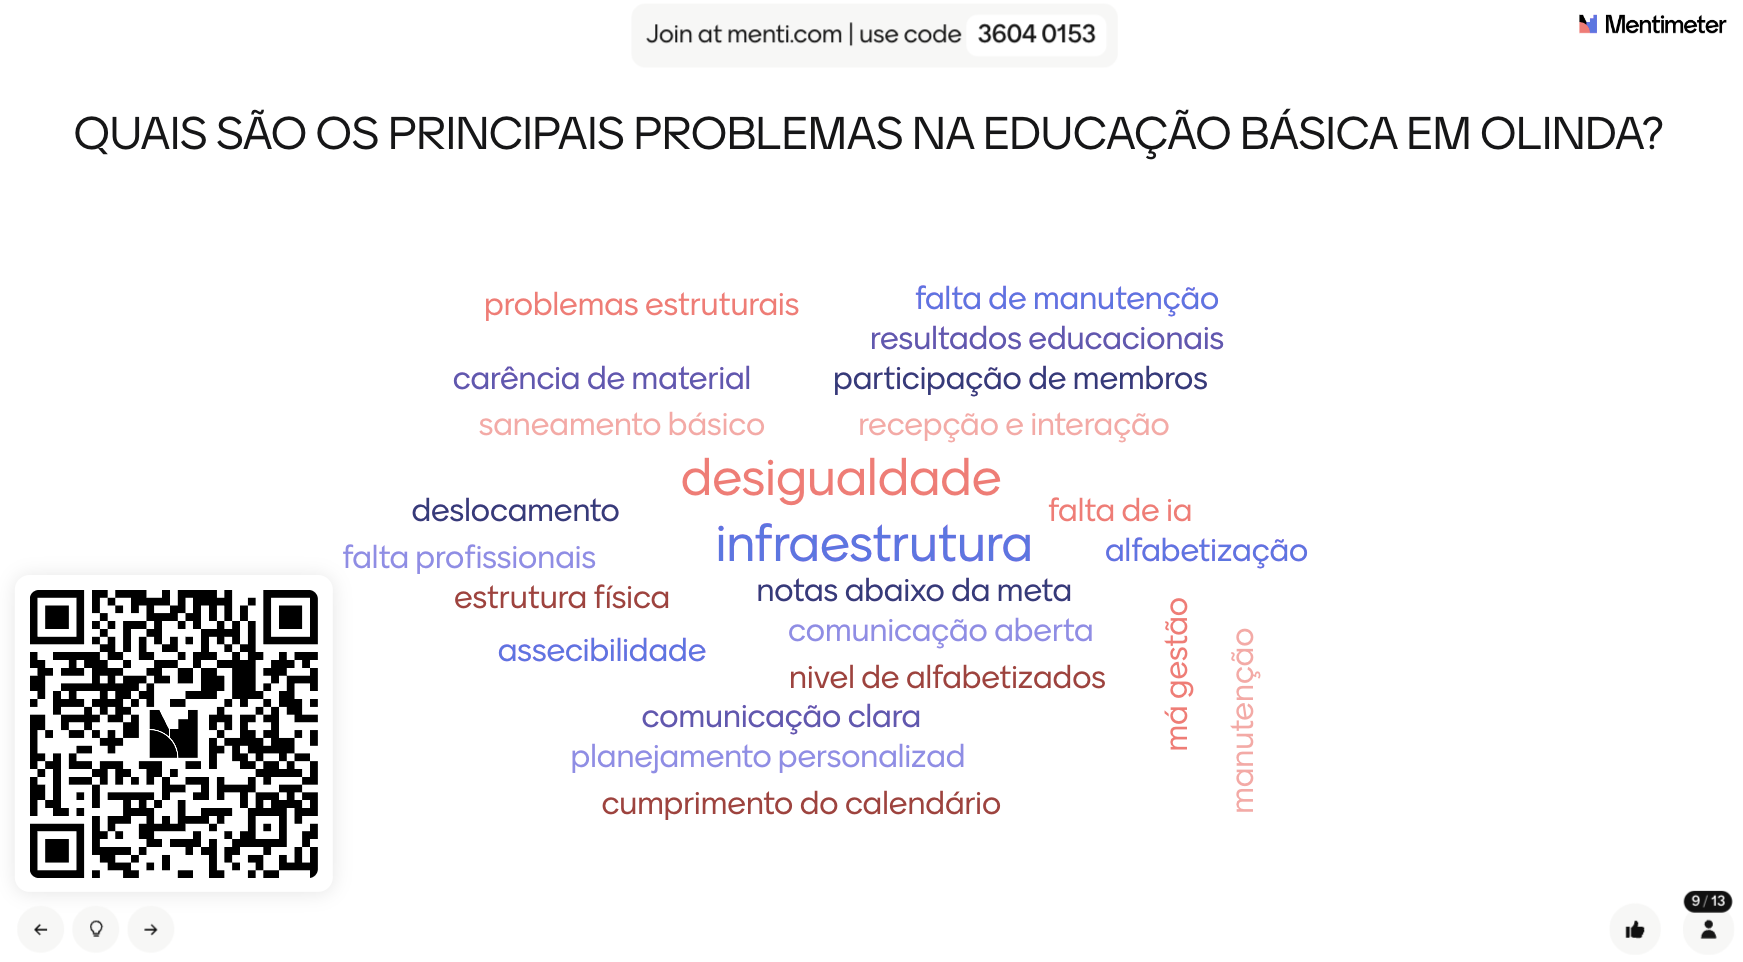 Join at menti.com | use code 3604 0153
Mentimeter
QUAIS SÃO OS PRINCIPAIS PROBLEMAS NA EDUCAÇÃO BÁSICA EM OLINDA?
problemas estruturais
falta de manutenção
resultados educacionais
carência de material
participação de membros
saneamento básico
recepção e interação
desigualdade
deslocamento
falta de ia
infraestrutura
alfabetização
falta profissionais
estrutura física
notas abaixo da meta
comunicação aberta
assecibilidade
nivel de alfabetizados
má gestão
manutenção
comunicação clara
planejamento personalizad
cumprimento do calendário
9 / 13